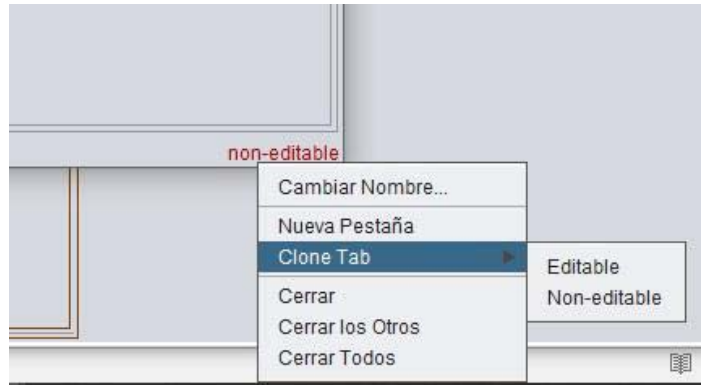 non-editable
Cambiar Nombre...
Nueva Pestaña
Clone Tab
Editable
Non-editable
Cerrar
Cerrar los Otros
Cerrar Todos